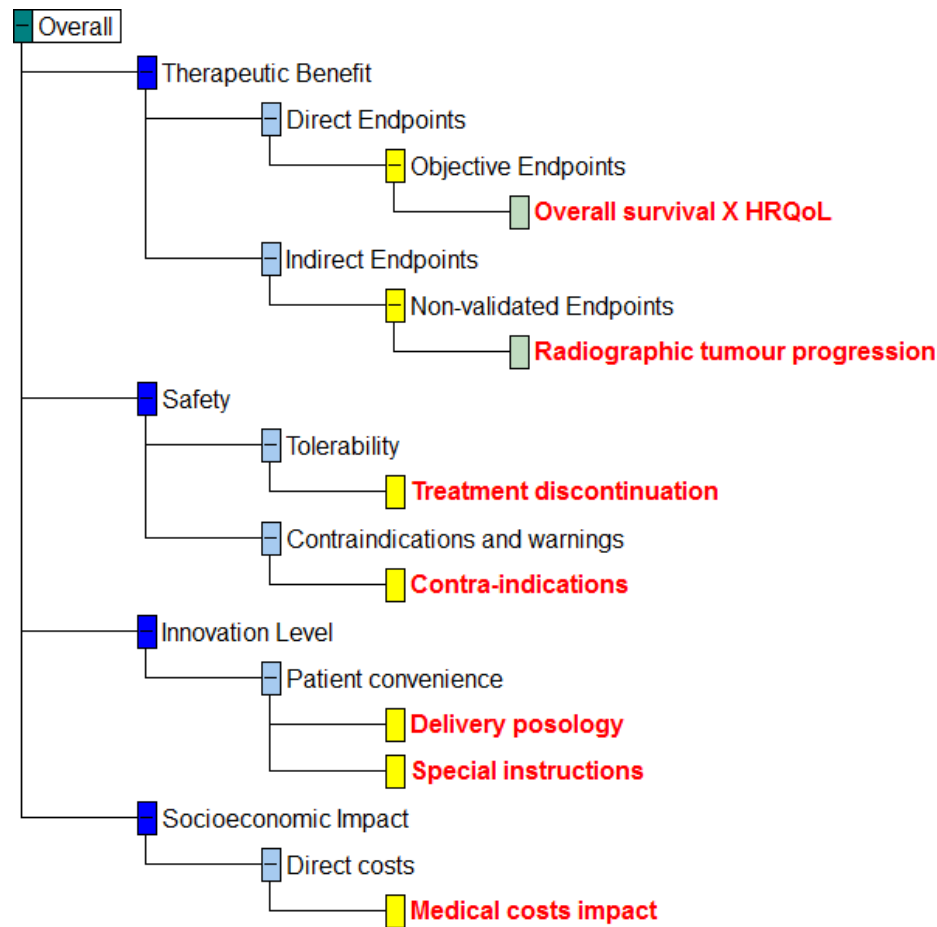 Overall
Therapeutic Benefit
Direct Endpoints
Objective Endpoints
Overall survival X HRQoL
Indirect Endpoints
Non-validated Endpoints
Radiographic tumour progression
Safety
Tolerability
Treatment discontinuation
Contraindications and warnings
Contra-indications
Innovation Level
Patient convenience
Delivery posology
Special instructions
Socioeconomic Impact
Direct costs
Medical costs impact